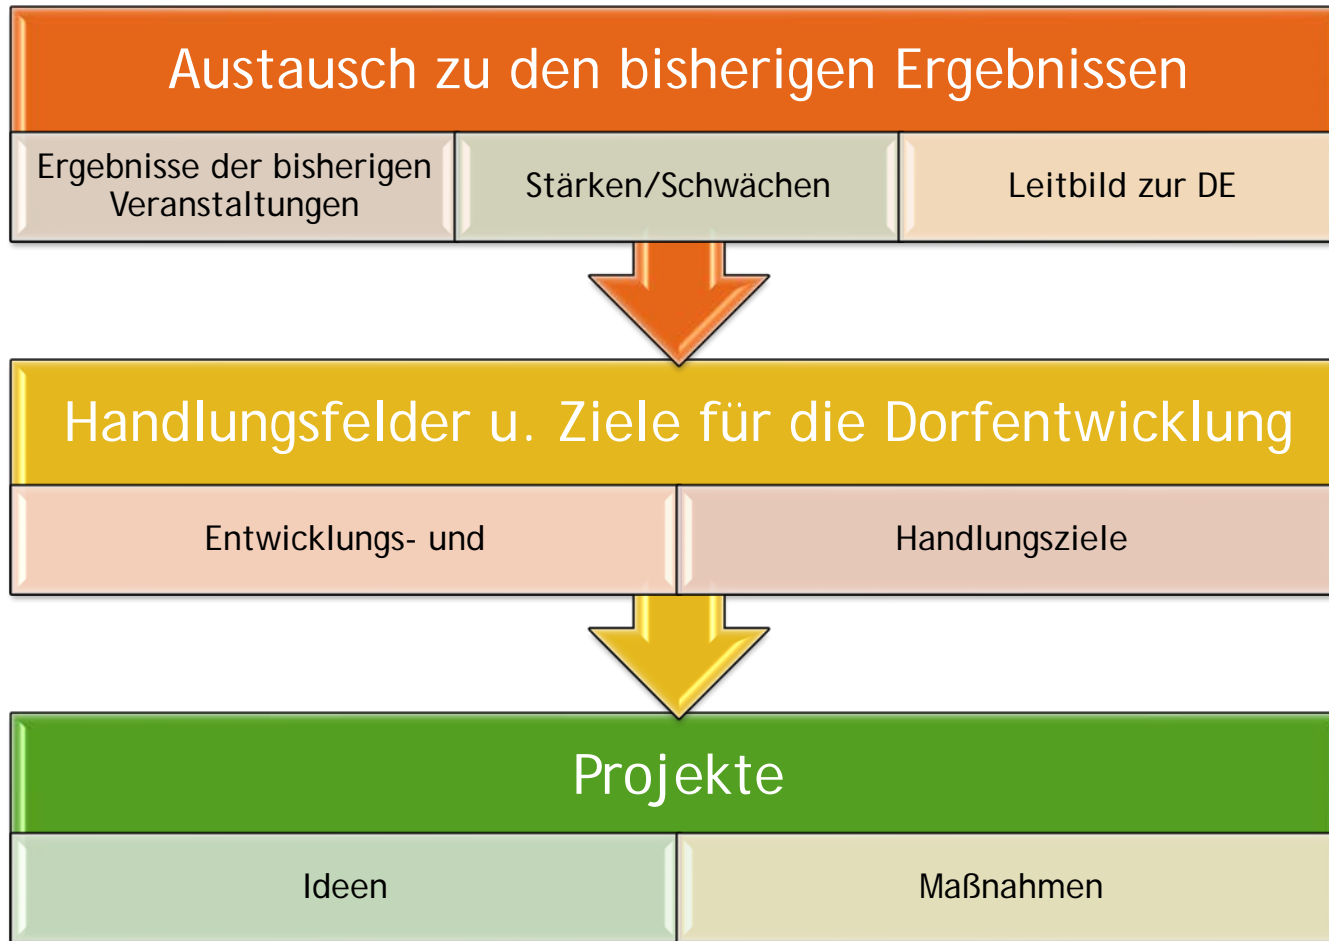 Austausch zu den bisherigen Ergebnissen
Ergebnisse der bisherigen
Veranstaltungen
Stärken/Schwächen
Leitbild zur DE
Handlungsfelder u. Ziele für die Dorfentwicklung
Entwicklungs- und
Handlungsziele
Projekte
Ideen
Maßnahmen